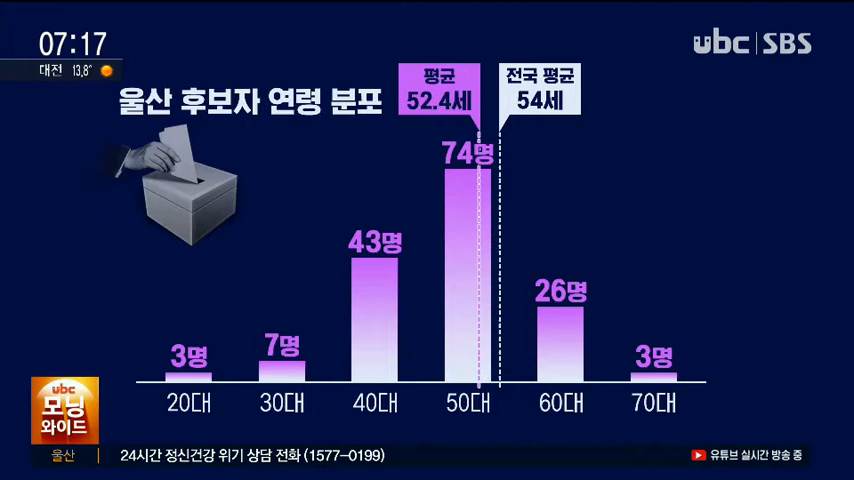 07:17
대전 13.8°
ubc SBS
울산 후보자 연령 분포
평균
52.4세
전국 평균
54세
3명
7명
43명
74명
26명
3명
20대 30대 40대 50대 60대 70대
ubc
모닝
와이드
울산 24시간 정신건강 위기 상담 전화 (1577-0199)
유튜브 실시간 방송 중